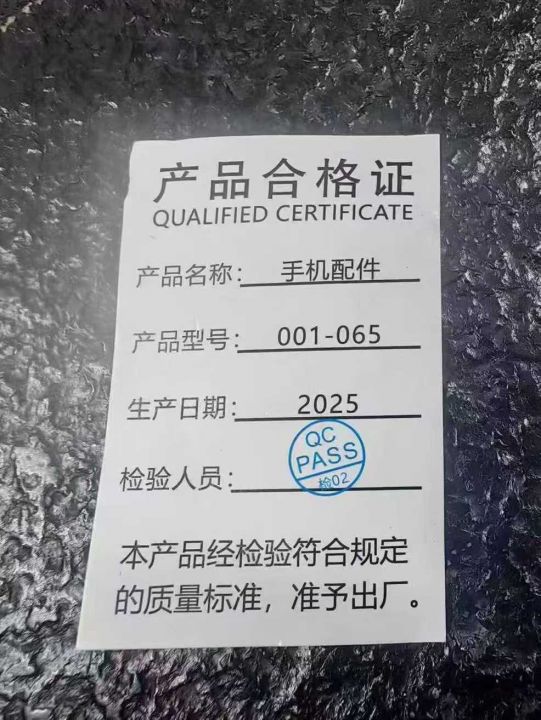 产品合格证
QUALIFIED CERTIFICATE
产品名称： 手机配件
产品型号： 001-065
生产日期： 2025
QC
PASS
检02
检验人员：
本产品经检验符合规定
的质量标准，准予出厂。